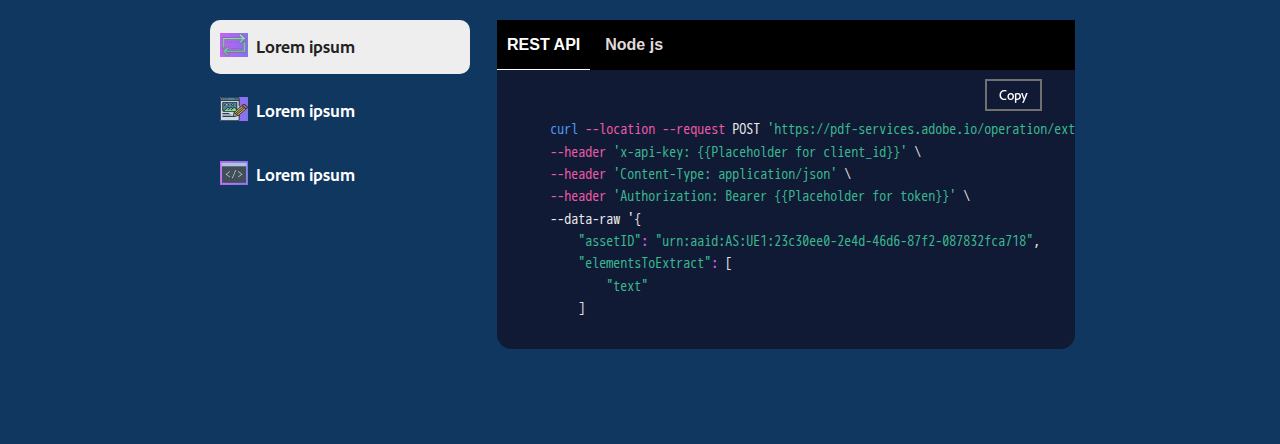 Lorem ipsum
Lorem ipsum
Lorem ipsum
REST API
Node js
Copy
curl --location --request POST 'https://pdf-services.adobe.io/operation/ext
--header 'x-api-key: {{Placeholder for client_id}}' \
--header 'Content-Type: application/json' \
--header 'Authorization: Bearer {{Placeholder for token}}' \
--data-raw '{
    "assetID": "urn:aaid:AS:UE1:23c30ee0-2e4d-46d6-87f2-087832fca718",
    "elementsToExtract": [
        "text"
    ]